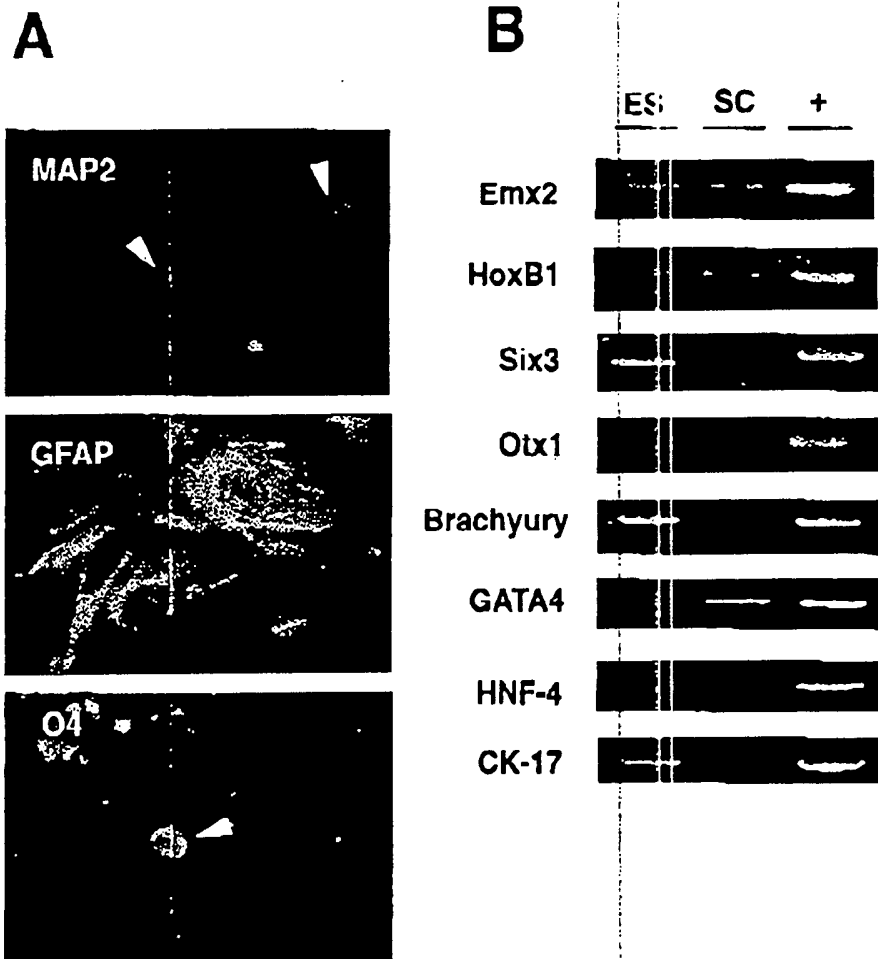 A
MAP2
GFAP
O4
B
ES SC +
Emx2
HoxB1
Six3
Otx1
Brachyury
GATA4
HNF-4
CK-17